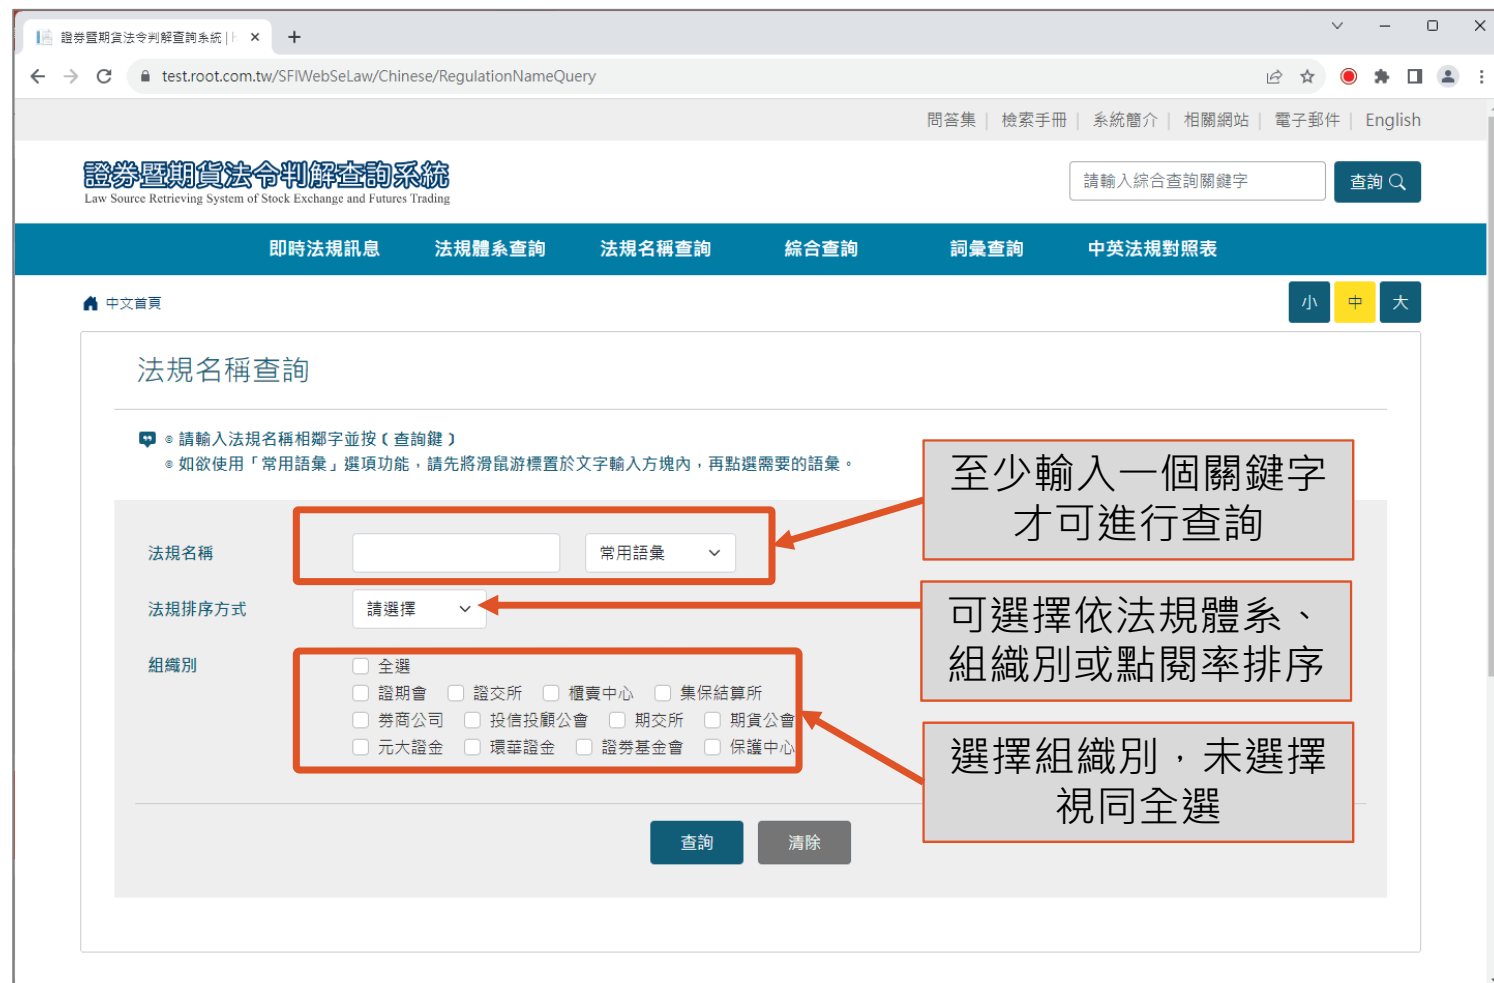 證券暨期貨法令判解查詢系統 | H
test.root.com.tw/SFIWebSeLaw/Chinese/RegulationNameQuery
問答集 | 檢索手冊 | 系統簡介 | 相關網站 | 電子郵件 | English
證券暨期貨法令判解查詢系統
Law Source Retrieving System of Stock Exchange and Futures Trading
請輸入綜合查詢關鍵字 查詢
即時法規訊息 法規體系查詢 法規名稱查詢 綜合查詢 詞彙查詢 中英法規對照表
中文首頁
小 中 大
法規名稱查詢
◎請輸入法規名稱相鄰字並按﹝查詢鍵﹞
◎如欲使用「常用語彙」選項功能,請先將滑鼠游標置於文字輸入方塊內,再點選需要的語彙。
至少輸入一個關鍵字
才可進行查詢
法規名稱 常用語彙
法規排序方式 請選擇
可選擇依法規體系、
組織別或點閱率排序
組織別 全選
證期會 證交所 櫃賣中心 集保結算所
券商公司 投信投顧公會 期交所 期貨公會
元大證金 環華證金 證券基金會 保護中心
選擇組織別,未選擇
視同全選
查詢 清除